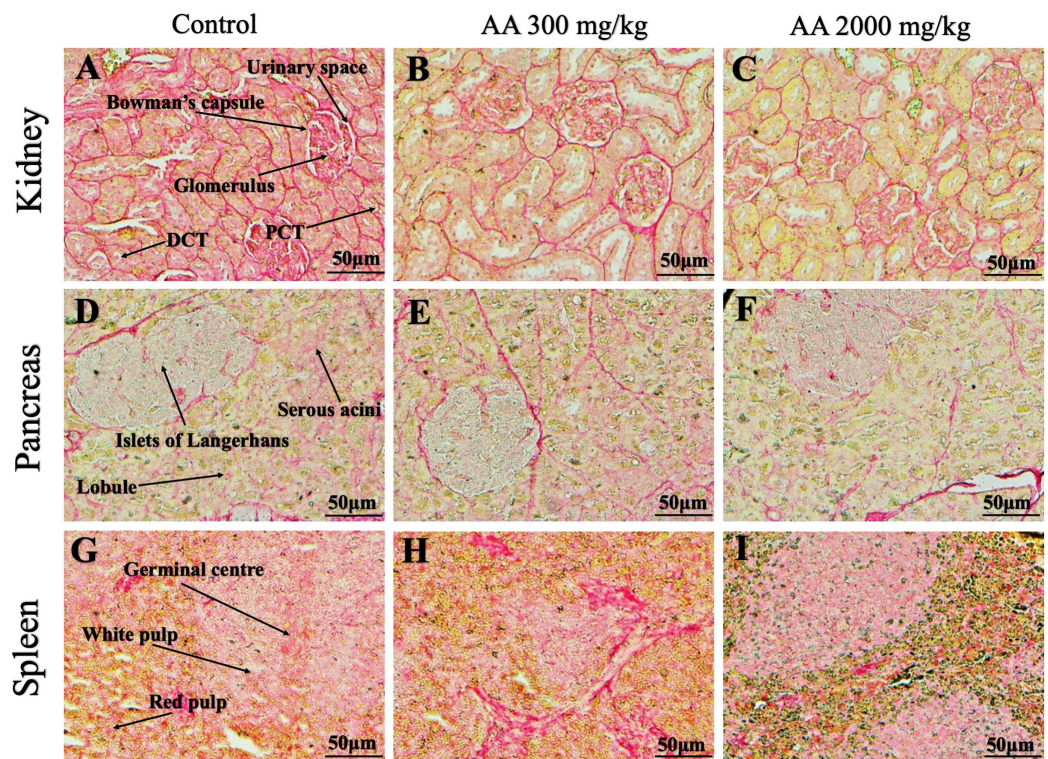 Control
AA 300 mg/kg
AA 2000 mg/kg
Kidney
A
Urinary space
Bowman's capsule
Glomerulus
DCT
PCT
50μm
B
50μm
C
50μm
Pancreas
D
Serous acini
Islets of Langerhans
Lobule
50μm
E
50μm
F
50μm
Spleen
G
Germinal centre
White pulp
Red pulp
50μm
H
50μm
I
50μm